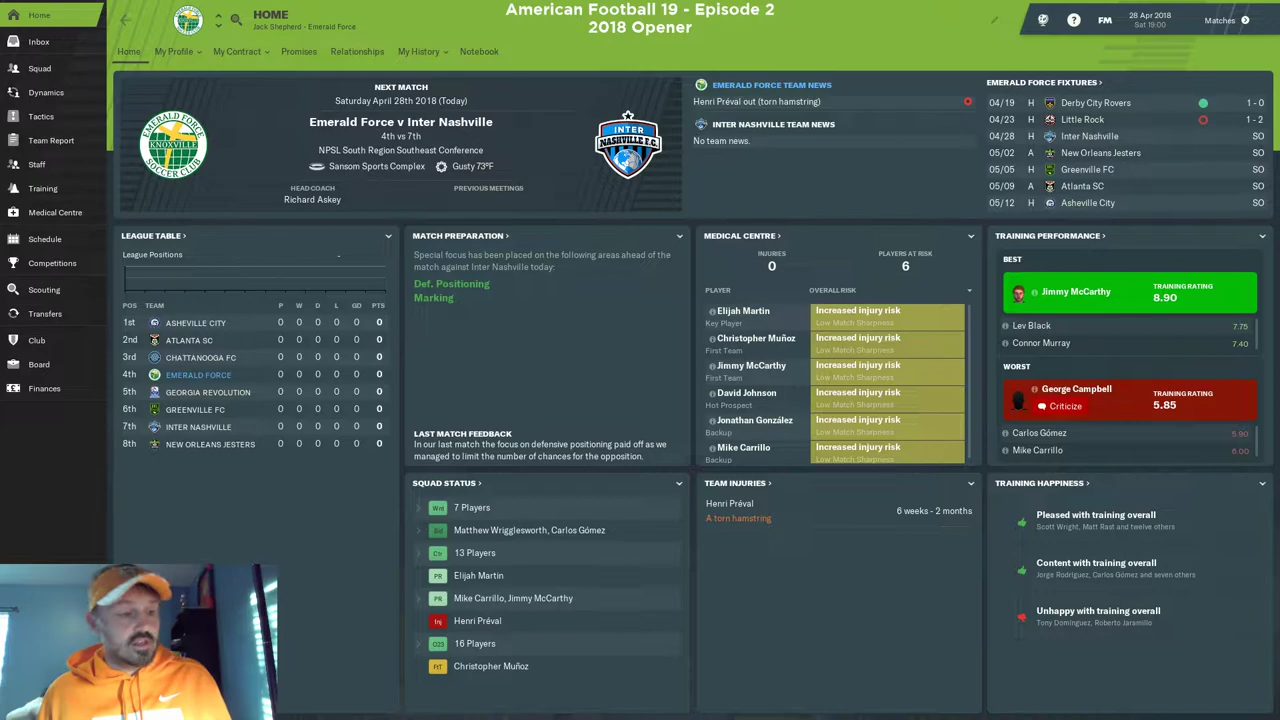 American Football 19 - Episode 2
2018 Opener
HOME
Jack Shepherd - Emerald Force
FM
28 Apr 2018
Sat 19:00
Matches
Home
Inbox
Squad
Dynamics
Tactics
Team Report
Staff
Training
Medical Centre
Schedule
Competitions
Scouting
Transfers
Club
Board
Finances
Home
My Profile
My Contract
Promises
Relationships
My History
Notebook
NEXT MATCH
Saturday April 28th 2018 (Today)
Emerald Force v Inter Nashville
4th vs 7th
NPSL South Region Southeast Conference
Sansom Sports Complex
Gusty 73°F
HEAD COACH
Richard Askey
PREVIOUS MEETINGS
EMERALD FORCE
KNOXVILLE
SOCCER CLUB
INTER
NASHVILLE F.C.
EMERALD FORCE TEAM NEWS
Henri Préval out (torn hamstring)
INTER NASHVILLE TEAM NEWS
No team news.
EMERALD FORCE FIXTURES >
04/19 H Derby City Rovers 1 - 0
04/23 H Little Rock 1 - 2
04/28 H Inter Nashville SO
05/02 A New Orleans Jesters SO
05/05 H Greenville FC SO
05/09 A Atlanta SC SO
05/12 H Asheville City SO
LEAGUE TABLE >
League Positions -
POS TEAM P W D L GD PTS
1st ASHEVILLE CITY 0 0 0 0 0 0
2nd ATLANTA SC 0 0 0 0 0 0
3rd CHATTANOOGA FC 0 0 0 0 0 0
4th EMERALD FORCE 0 0 0 0 0 0
5th GEORGIA REVOLUTION 0 0 0 0 0 0
6th GREENVILLE FC 0 0 0 0 0 0
7th INTER NASHVILLE 0 0 0 0 0 0
8th NEW ORLEANS JESTERS 0 0 0 0 0 0
MATCH PREPARATION >
Special focus has been placed on the following areas ahead of the
match against Inter Nashville today:
Def. Positioning
Marking
LAST MATCH FEEDBACK
In our last match the focus on defensive positioning paid off as we
managed to limit the number of chances for the opposition.
MEDICAL CENTRE >
INJURIES
0
PLAYERS AT RISK
6
PLAYER OVERALL RISK
Elijah Martin Increased injury risk
Key Player Low Match Sharpness
Christopher Muñoz Increased injury risk
First Team Low Match Sharpness
Jimmy McCarthy Increased injury risk
First Team Low Match Sharpness
David Johnson Increased injury risk
Hot Prospect Low Match Sharpness
Jonathan González Increased injury risk
Backup Low Match Sharpness
Mike Carrillo Increased injury risk
Backup Low Match Sharpness
TRAINING PERFORMANCE >
BEST
Jimmy McCarthy
TRAINING RATING
8.90
Lev Black 7.75
Connor Murray 7.40
WORST
George Campbell
Criticize
TRAINING RATING
5.85
Carlos Gómez 5.90
Mike Carrillo 6.00
SQUAD STATUS >
Wnt 7 Players
Bid Matthew Wrigglesworth, Carlos Gómez
Ctr 13 Players
PR Elijah Martin
PR Mike Carrillo, Jimmy McCarthy
Inj Henri Préval
O23 16 Players
FtT Christopher Muñoz
TEAM INJURIES >
Henri Préval
A torn hamstring
6 weeks - 2 months
TRAINING HAPPINESS >
Pleased with training overall
Scott Wright, Matt Rast and twelve others
Content with training overall
Jorge Rodríguez, Carlos Gómez and seven others
Unhappy with training overall
Tony Domínguez, Roberto Jaramillo